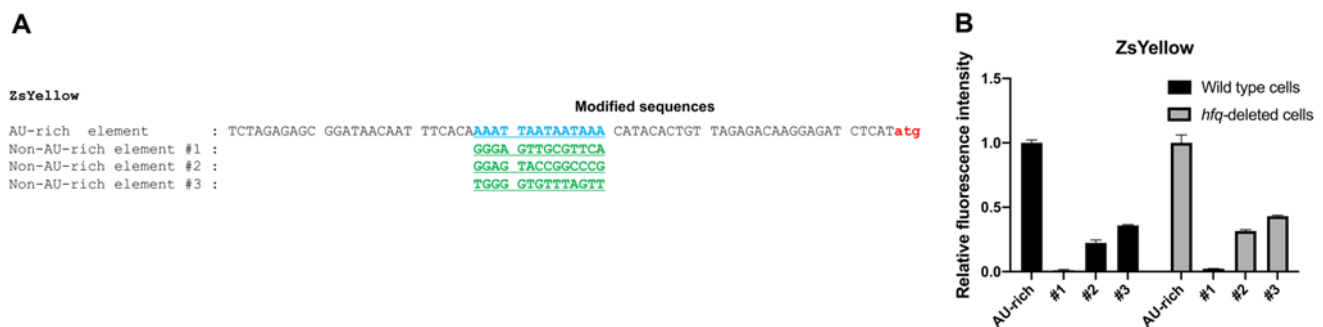 A
ZsYellow
Modified sequences
AU-rich element : TCTAGAGAGC GGATAACAAT TTCACAAAAT TAATAATAAA CATACACTGT TAGAGACAAGGAGAT CTCATatg
Non-AU-rich element #1 : GGGA GTTGCGTTCA
Non-AU-rich element #2 : GGAG TACCGGCCCG
Non-AU-rich element #3 : TGGG GTGTTTAGTT
B
ZsYellow
Relative fluorescence intensity
1.5
1.0
0.5
0.0
Wild type cells
hfq-deleted cells
AU-rich
#1
#2
#3
AU-rich
#1
#2
#3